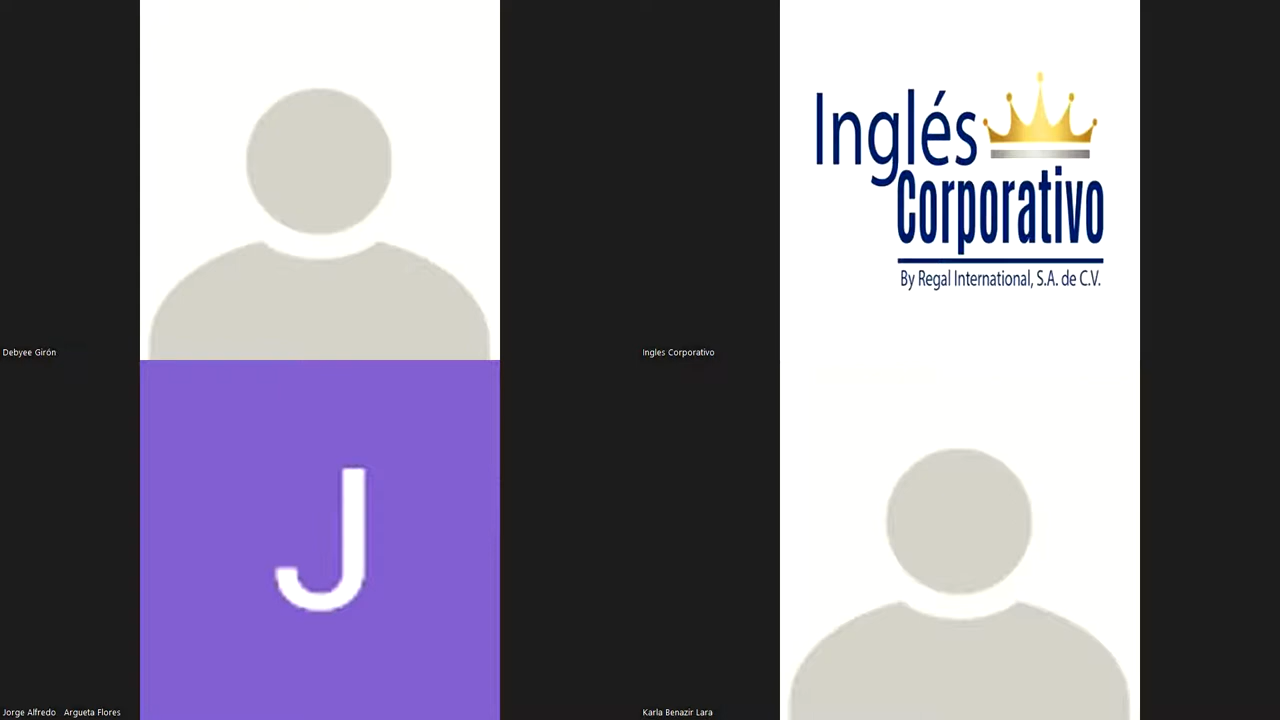 Inglés
Corporativo
By Regal International, S.A. de C.V.
Debyee Girón
Ingles Corporativo
J
Jorge Alfredo Argueta Flores
Karla Benazir Lara